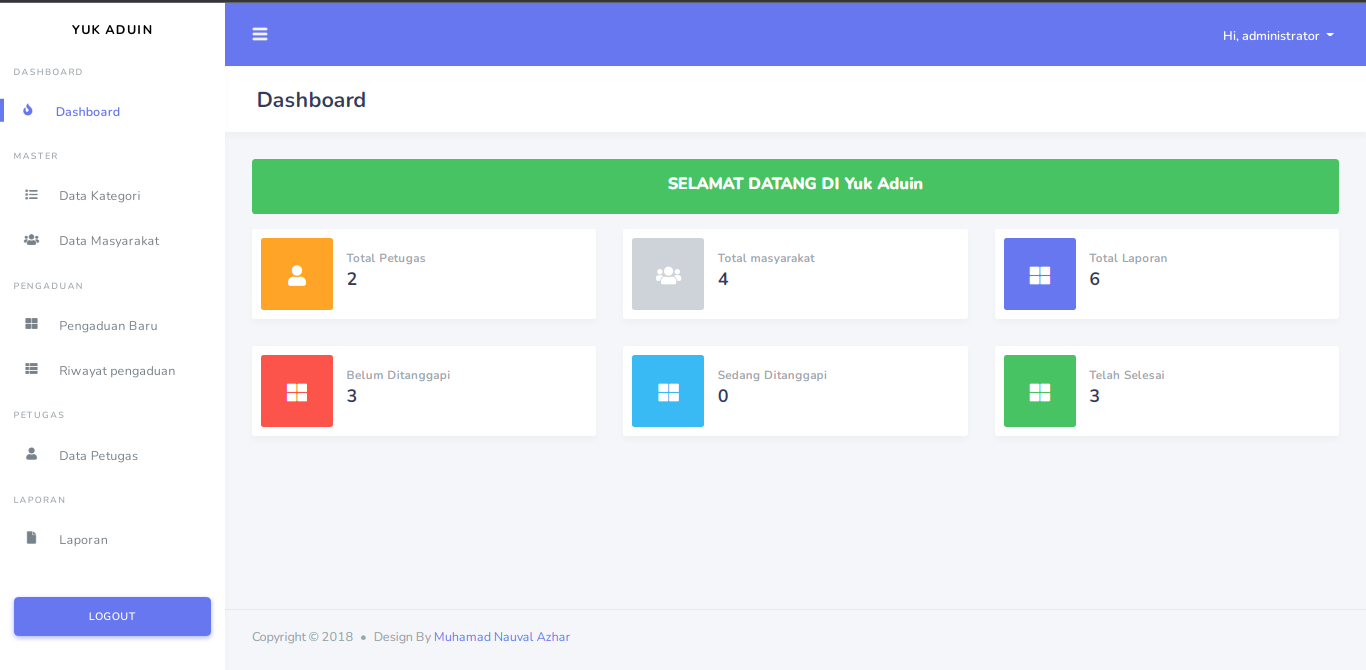 YUK ADUIN
DASHBOARD
Dashboard
MASTER
Data Kategori
Data Masyarakat
PENGADUAN
Pengaduan Baru
Riwayat pengaduan
PETUGAS
Data Petugas
LAPORAN
Laporan
LOGOUT
Hi, administrator
Dashboard
SELAMAT DATANG DI Yuk Aduin
Total Petugas
2
Total masyarakat
4
Total Laporan
6
Belum Ditanggapi
3
Sedang Ditanggapi
0
Telah Selesai
3
Copyright © 2018 • Design By Muhamad Nauval Azhar